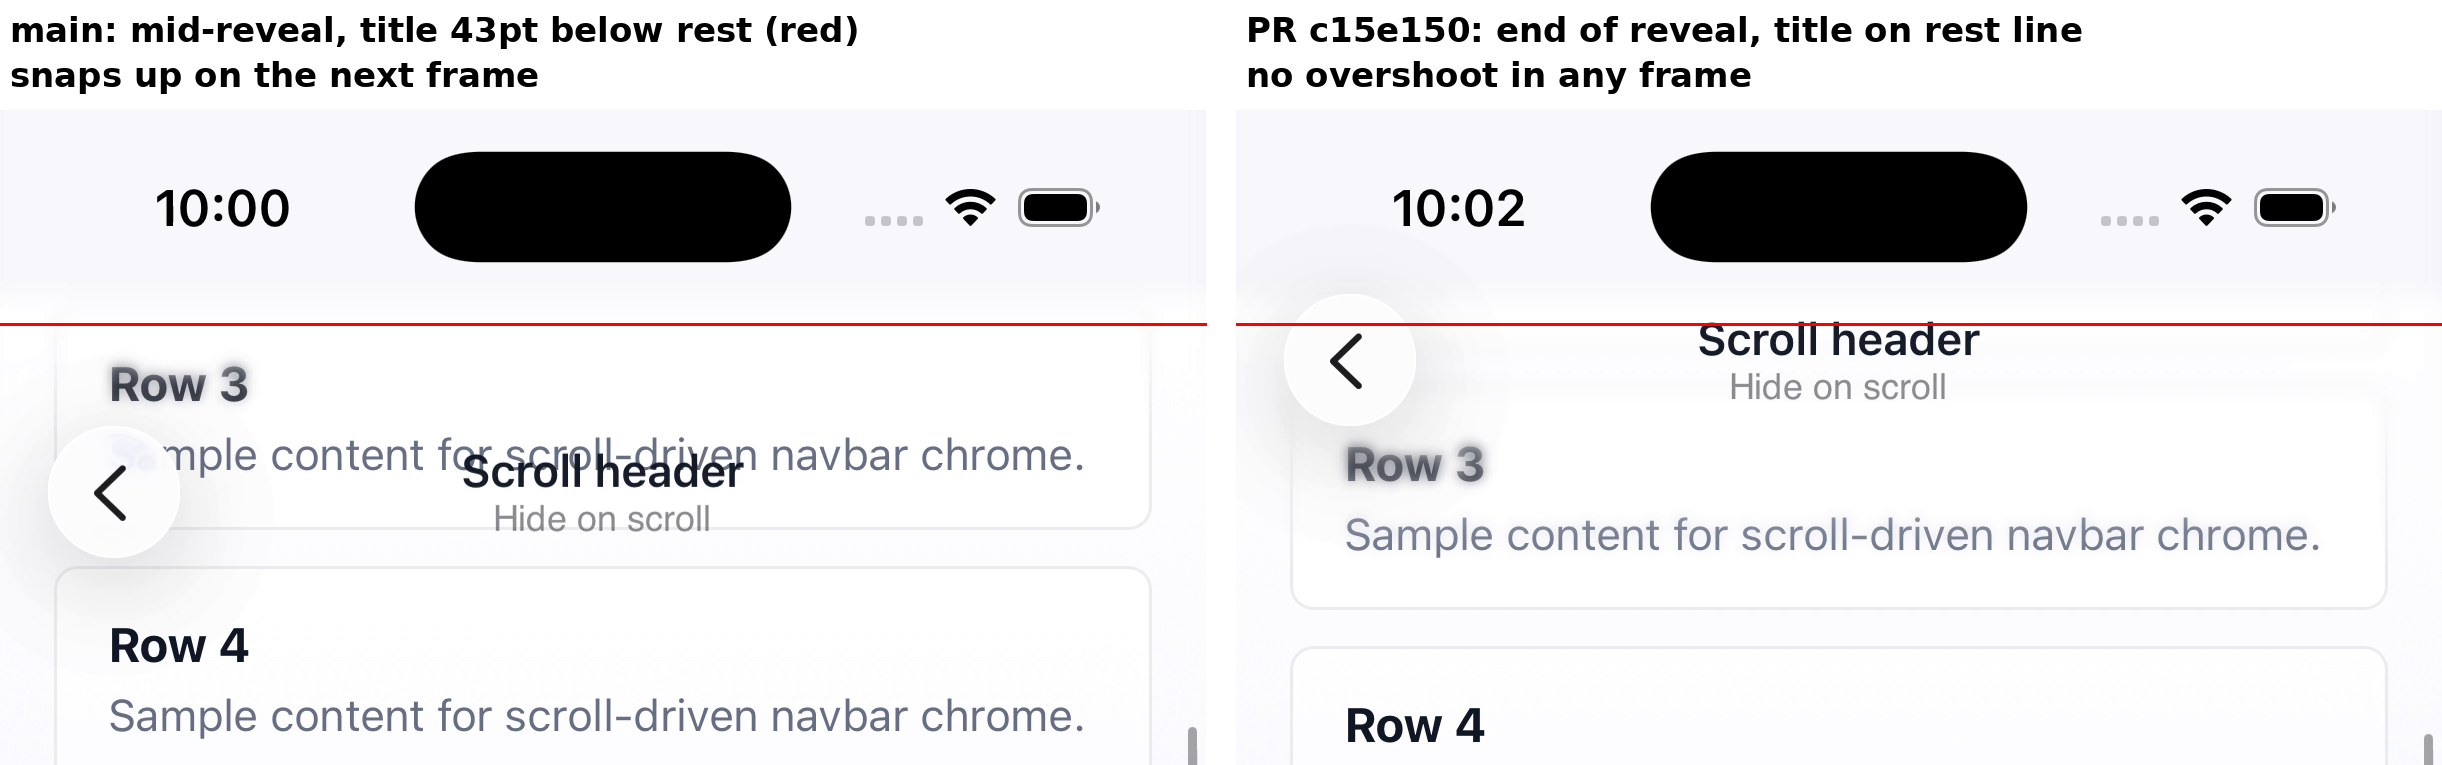 main: mid-reveal, title 43pt below rest (red)
snaps up on the next frame
10:00
Row 3
Sample content for scroll-driven navbar chrome.
Scroll header
Hide on scroll
Row 4
Sample content for scroll-driven navbar chrome.
PR c15e150: end of reveal, title on rest line
no overshoot in any frame
10:02
Scroll header
Hide on scroll
Row 3
Sample content for scroll-driven navbar chrome.
Row 4